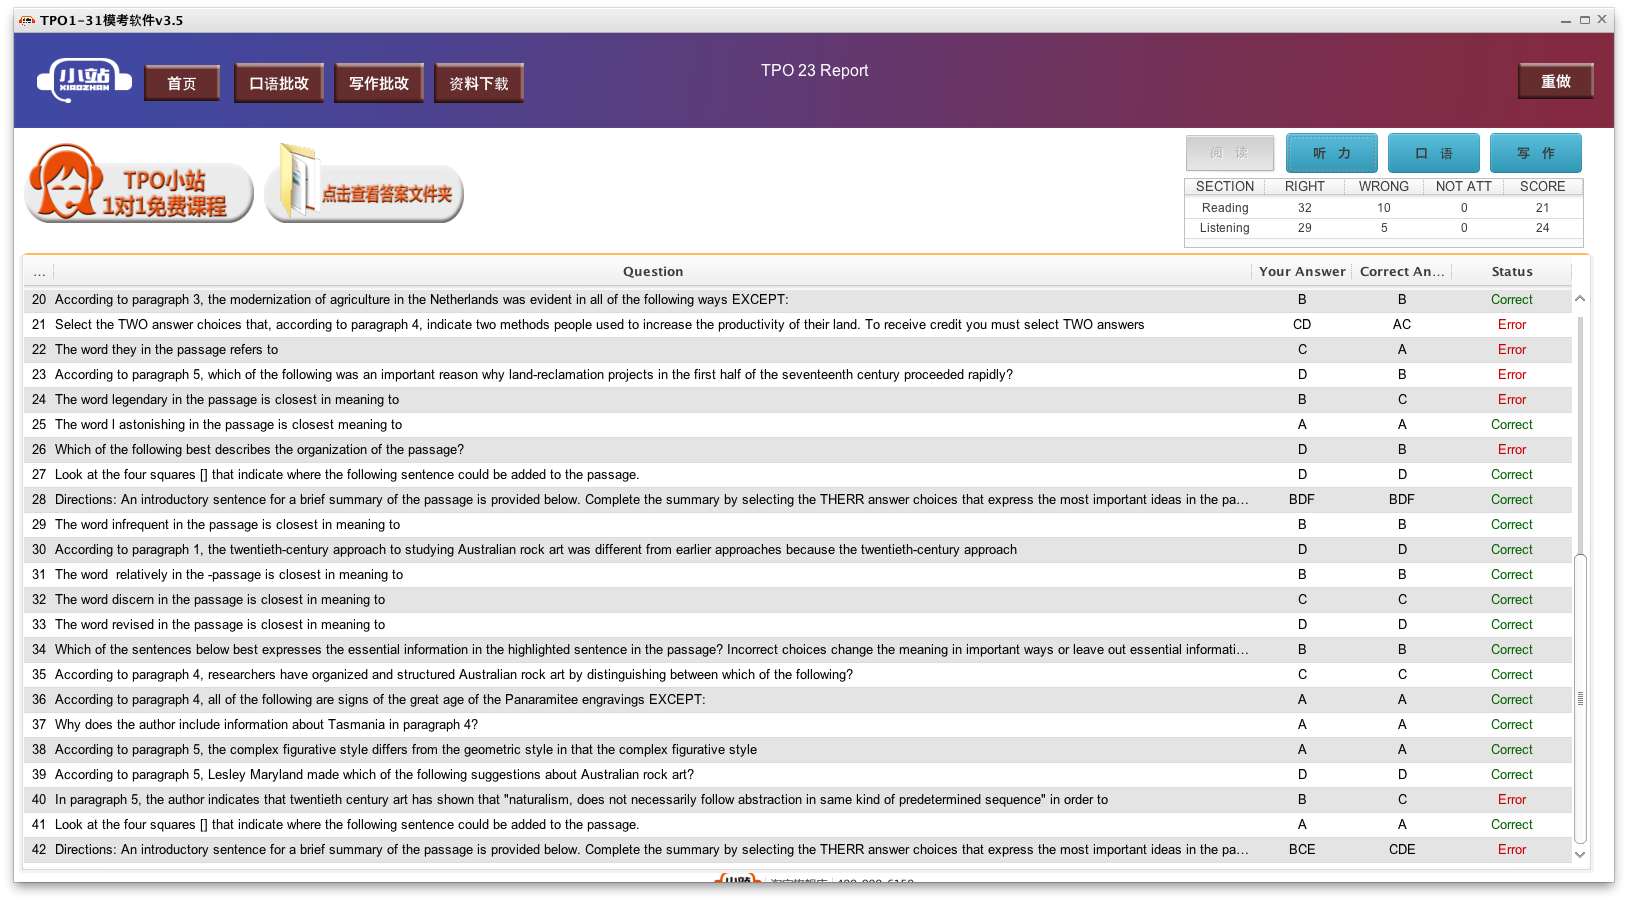 TPO1-31模考软件v3.5
小站
XIAOZHAN
首页
口语批改
写作批改
资料下载
TPO 23 Report
重做
TPO小站
1对1免费课程
点击查看答案文件夹
阅 读
听 力
口 语
写 作
SECTION RIGHT WRONG NOT ATT SCORE
Reading 32 10 0 21
Listening 29 5 0 24
... Question Your Answer Correct An... Status
20 According to paragraph 3, the modernization of agriculture in the Netherlands was evident in all of the following ways EXCEPT: B B Correct
21 Select the TWO answer choices that, according to paragraph 4, indicate two methods people used to increase the productivity of their land. To receive credit you must select TWO answers CD AC Error
22 The word they in the passage refers to C A Error
23 According to paragraph 5, which of the following was an important reason why land-reclamation projects in the first half of the seventeenth century proceeded rapidly? D B Error
24 The word legendary in the passage is closest in meaning to B C Error
25 The word l astonishing in the passage is closest meaning to A A Correct
26 Which of the following best describes the organization of the passage? D B Error
27 Look at the four squares [] that indicate where the following sentence could be added to the passage. D D Correct
28 Directions: An introductory sentence for a brief summary of the passage is provided below. Complete the summary by selecting the THERR answer choices that express the most important ideas in the pa... BDF BDF Correct
29 The word infrequent in the passage is closest in meaning to B B Correct
30 According to paragraph 1, the twentieth-century approach to studying Australian rock art was different from earlier approaches because the twentieth-century approach D D Correct
31 The word  relatively in the -passage is closest in meaning to B B Correct
32 The word discern in the passage is closest in meaning to C C Correct
33 The word revised in the passage is closest in meaning to D D Correct
34 Which of the sentences below best expresses the essential information in the highlighted sentence in the passage? Incorrect choices change the meaning in important ways or leave out essential informati... B B Correct
35 According to paragraph 4, researchers have organized and structured Australian rock art by distinguishing between which of the following? C C Correct
36 According to paragraph 4, all of the following are signs of the great age of the Panaramitee engravings EXCEPT: A A Correct
37 Why does the author include information about Tasmania in paragraph 4? A A Correct
38 According to paragraph 5, the complex figurative style differs from the geometric style in that the complex figurative style A A Correct
39 According to paragraph 5, Lesley Maryland made which of the following suggestions about Australian rock art? D D Correct
40 In paragraph 5, the author indicates that twentieth century art has shown that "naturalism, does not necessarily follow abstraction in same kind of predetermined sequence" in order to B C Error
41 Look at the four squares [] that indicate where the following sentence could be added to the passage. A A Correct
42 Directions: An introductory sentence for a brief summary of the passage is provided below. Complete the summary by selecting the THERR answer choices that express the most important ideas in the pa... BCE CDE Error